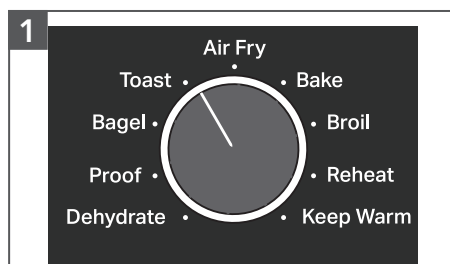 1
Air Fry
Toast
Bake
Bagel
Broil
Proof
Reheat
Dehydrate
Keep Warm